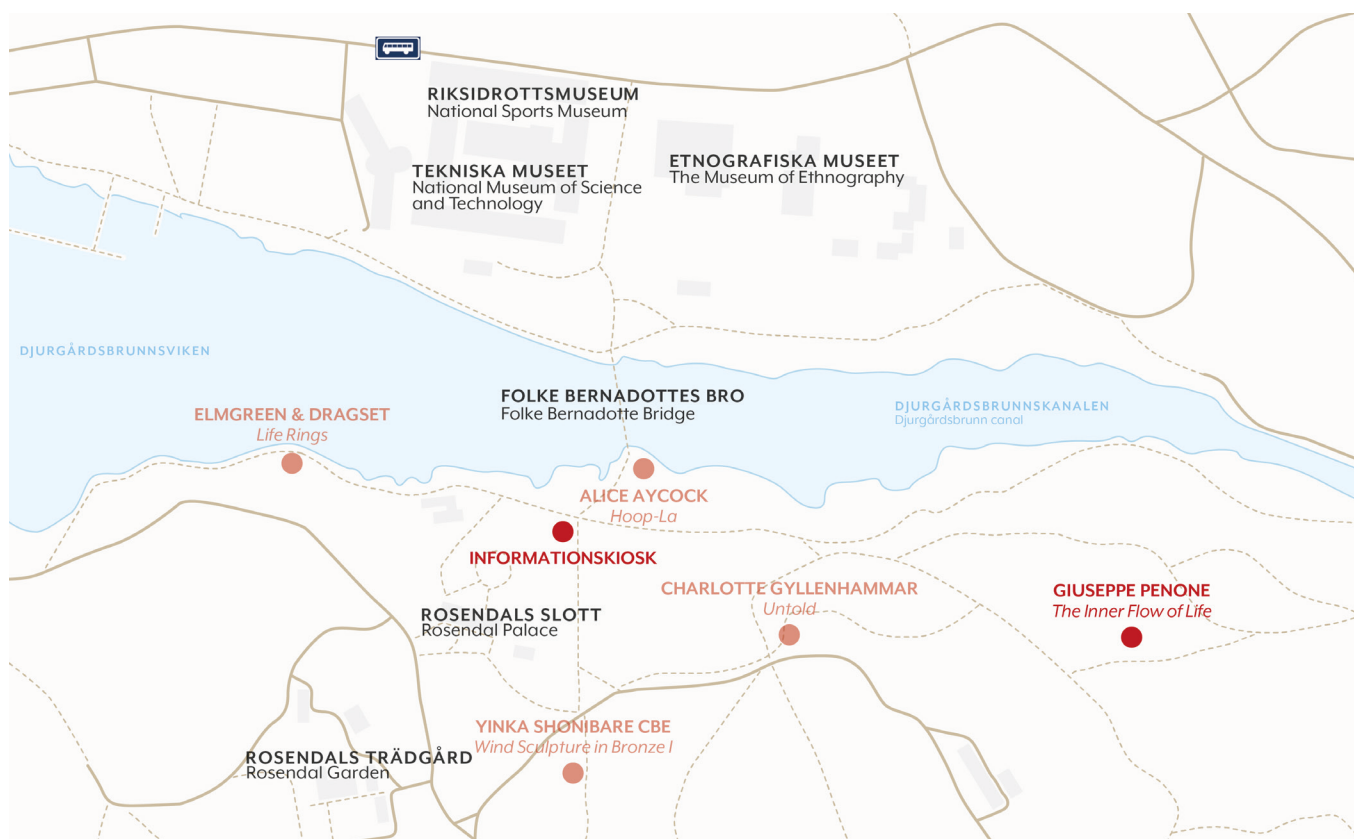 RIKSIDROTTSMUSEUM
National Sports Museum
TEKNISKA MUSEET
National Museum of Science
and Technology
ETNOGRAFISKA MUSEET
The Museum of Ethnography
DJURGÅRDSBRUNNSVIKEN
FOLKE BERNADOTTES BRO
Folke Bernadotte Bridge
DJURGÅRDSBRUNNSKANALEN
Djurgårdsbrunn canal
ELMGREEN & DRAGSET
Life Rings
ALICE AYCOCK
Hoop-La
INFORMATIONSKIOSK
CHARLOTTE GYLLENHAMMAR
Untold
GIUSEPPE PENONE
The Inner Flow of Life
ROSENDALS SLOTT
Rosendal Palace
YINKA SHONIBARE CBE
Wind Sculpture in Bronze I
ROSENDALS TRÄDGÅRD
Rosendal Garden